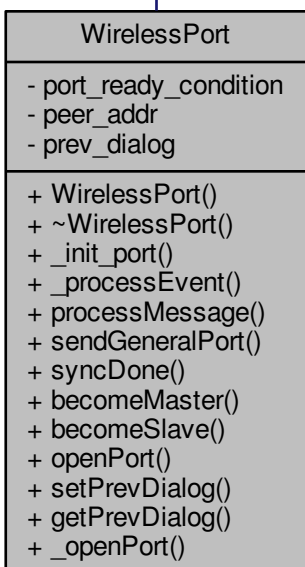 WirelessPort
- port_ready_condition
- peer_addr
- prev_dialog
+ WirelessPort()
+ ~WirelessPort()
+ _init_port()
+ _processEvent()
+ processMessage()
+ sendGeneralPort()
+ syncDone()
+ becomeMaster()
+ becomeSlave()
+ openPort()
+ setPrevDialog()
+ getPrevDialog()
+ _openPort()